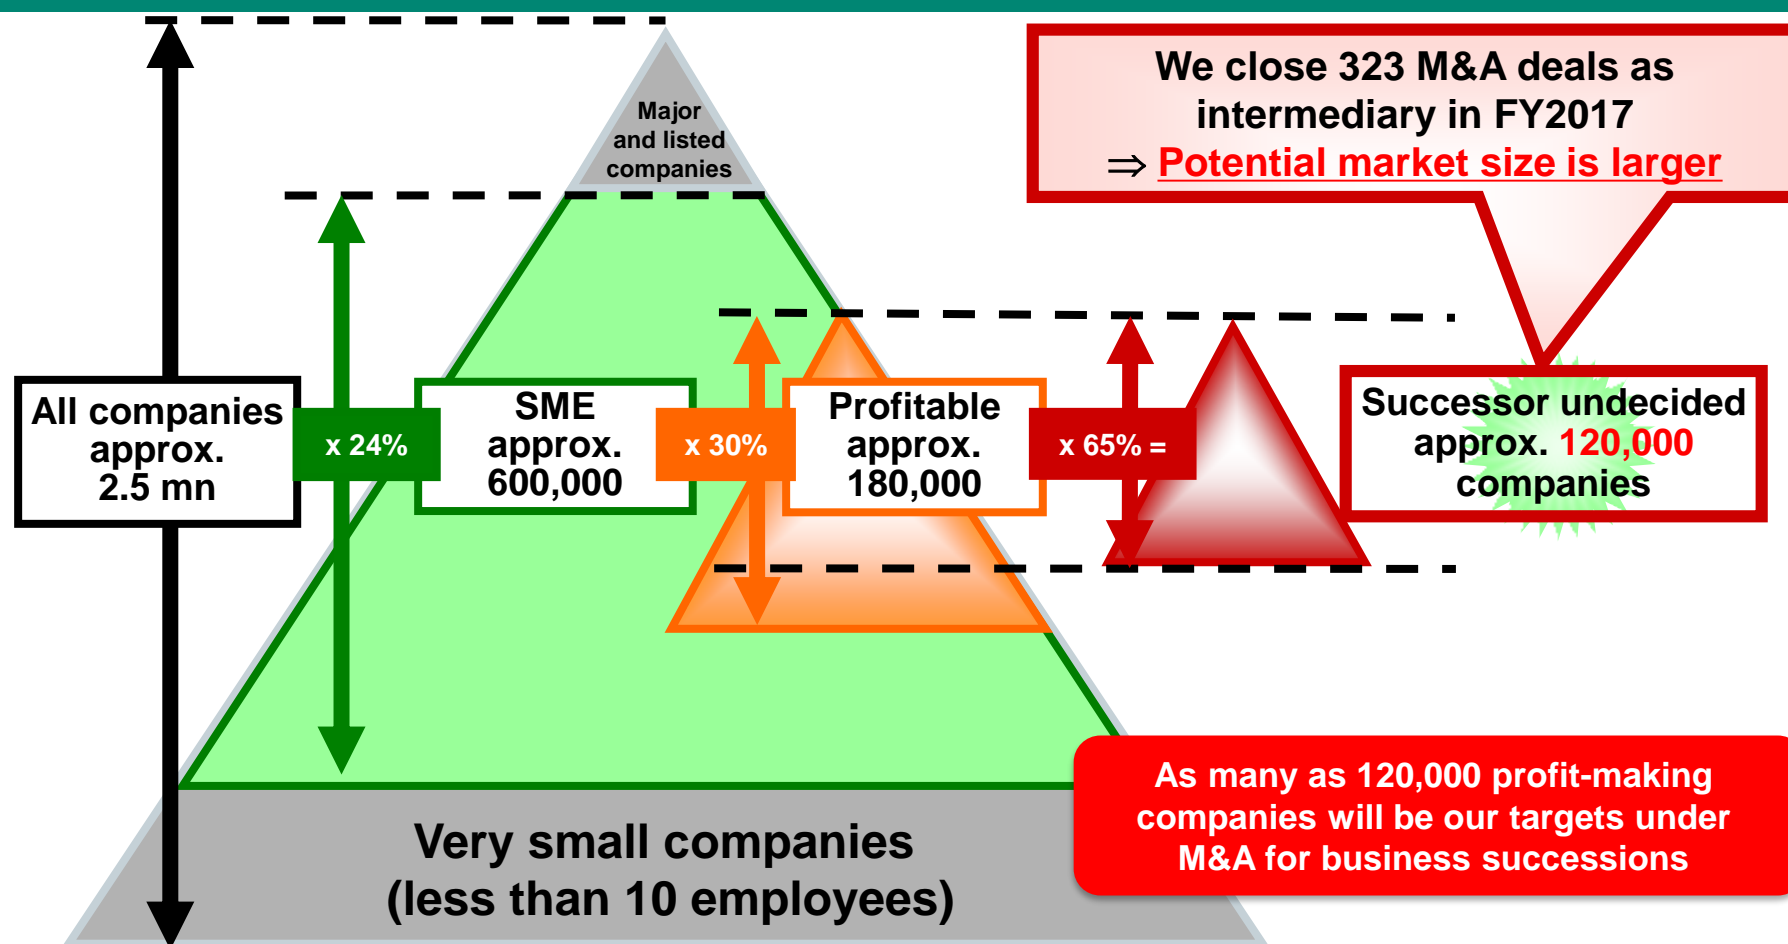 Major
and listed
companies
We close 323 M&A deals as
intermediary in FY2017
⇒ Potential market size is larger
All companies
approx.
2.5 mn
x 24%
SME
approx.
600,000
x 30%
Profitable
approx.
180,000
x 65% =
Successor undecided
approx. 120,000
companies
As many as 120,000 profit-making
companies will be our targets under
M&A for business successions
Very small companies
(less than 10 employees)